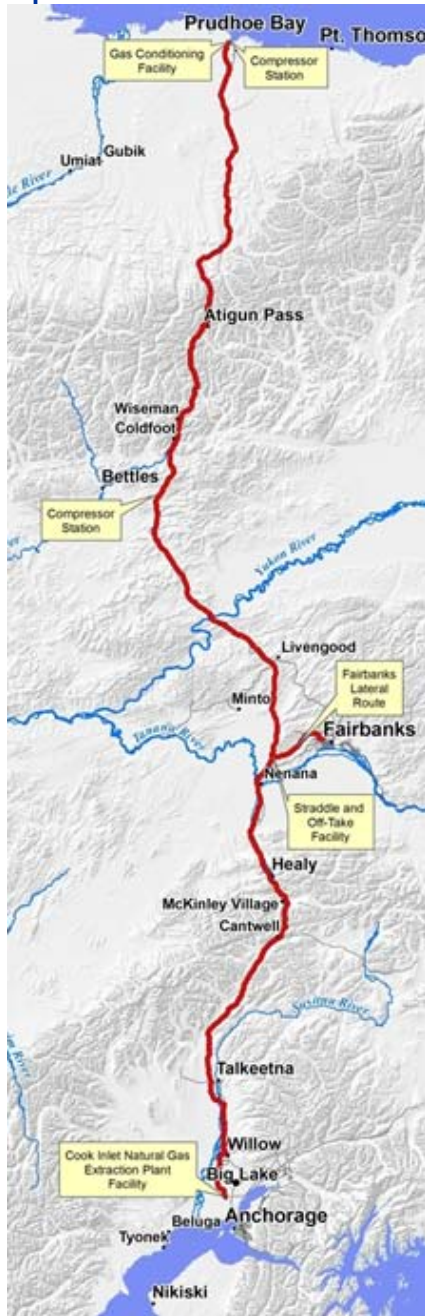 Prudhoe Bay
Pt. Thomso
Gas Conditioning
Facility
Compressor
Station
Gubik
Umiat
le River
Atigun Pass
Wiseman
Coldfoot
Bettles
Compressor
Station
Yukon River
Livengood
Fairbanks
Lateral
Route
Minto
Fairbanks
Tanana River
Nenana
Straddle and
Off-Take
Facility
Healy
McKinley Village
Cantwell
Susitna River
Talkeetna
Willow
Cook Inlet Natural Gas
Extraction Plant
Facility
Big Lake
Beluga
Anchorage
Tyonek
Nikiski